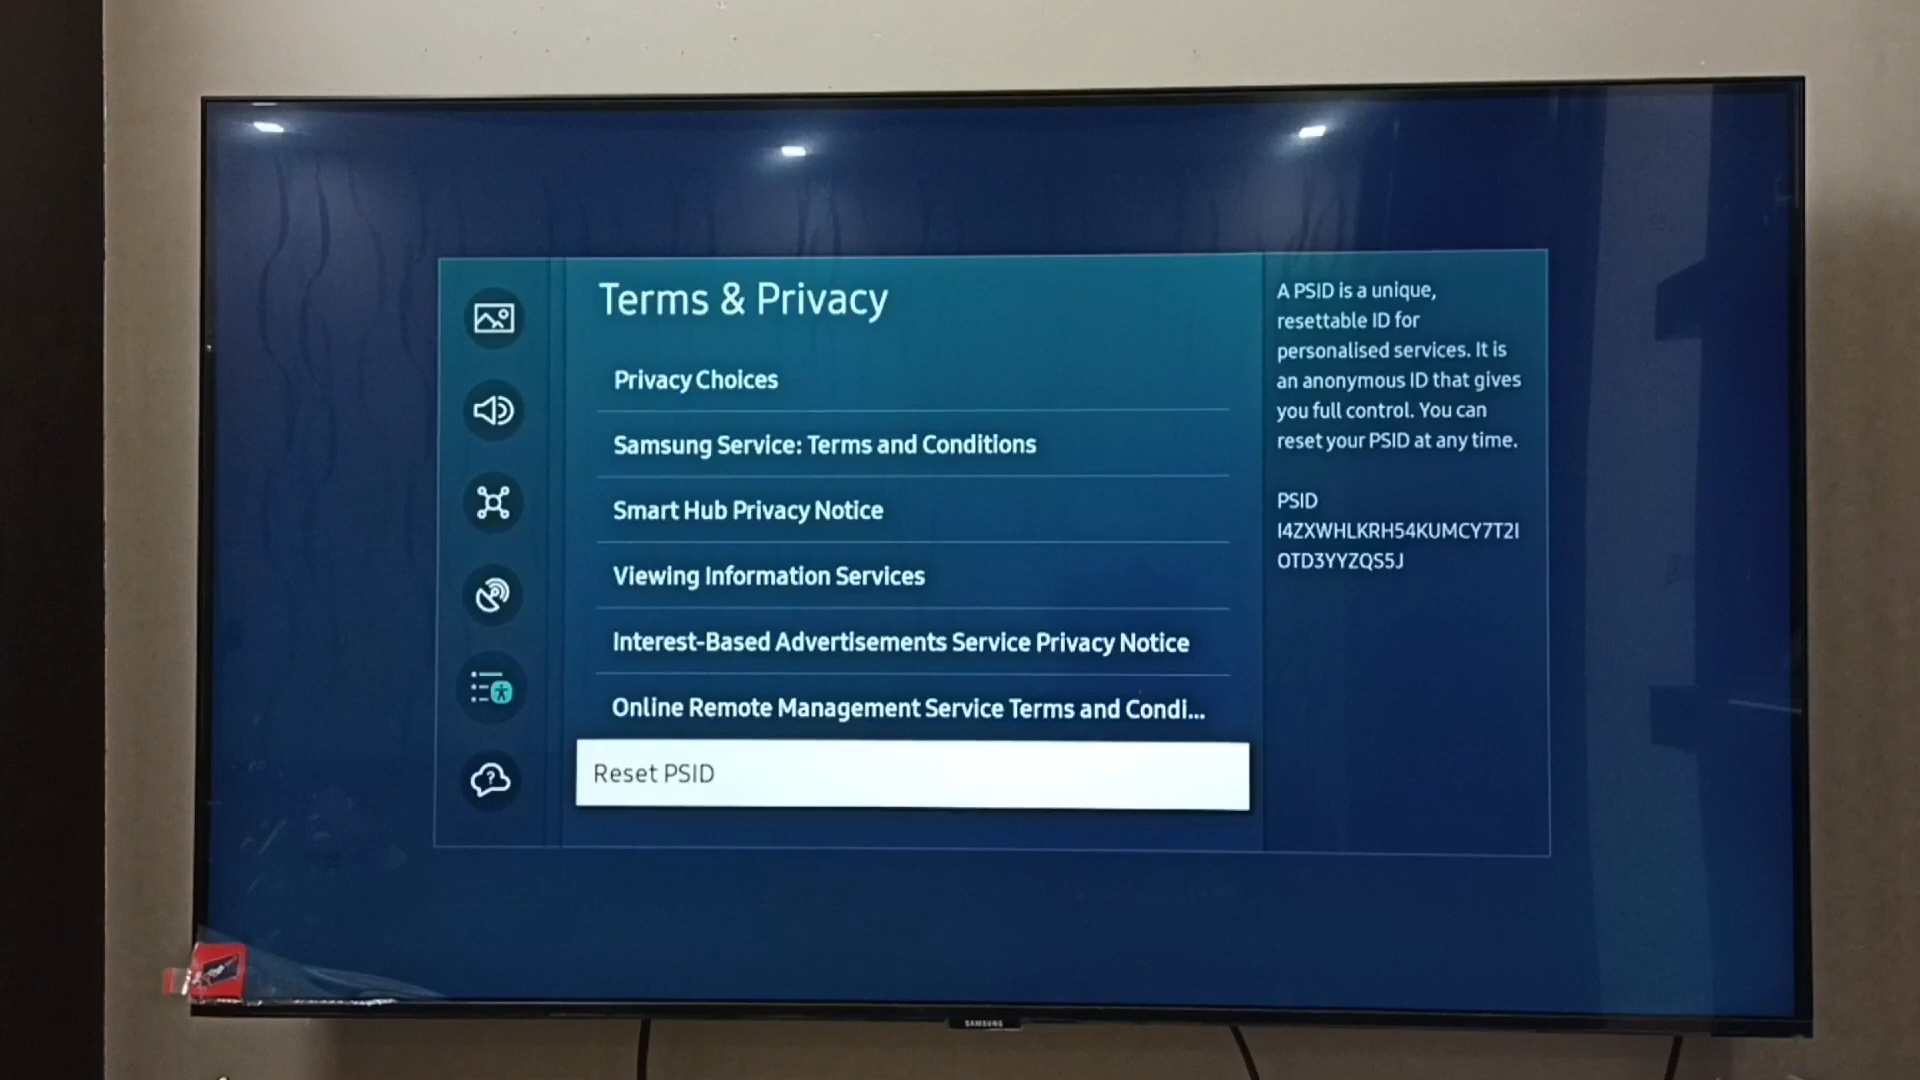 Terms & Privacy
Privacy Choices
Samsung Service: Terms and Conditions
Smart Hub Privacy Notice
Viewing Information Services
Interest-Based Advertisements Service Privacy Notice
Online Remote Management Service Terms and Condi...
Reset PSID
A PSID is a unique,
resettable ID for
personalised services. It is
an anonymous ID that gives
you full control. You can
reset your PSID at any time.
PSID
I4ZXWHLKRH54KUMCY7T2I
OTD3YYZQS5J
SAMSUNG